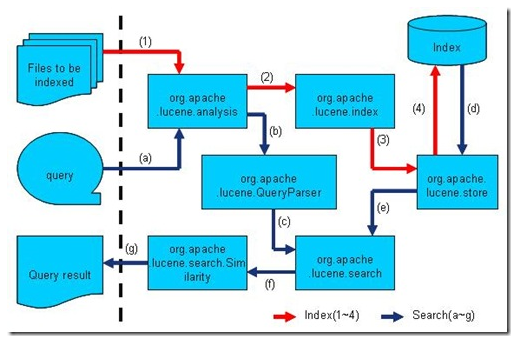 (1)
Index
Files to be
indexed
(2)
org.apache
.lucene.analysis
org.apache
.lucene.index
(4)
(d)
(a)
(b)
(3)
query
org.apache
.lucene.QueryParser
org.apache.
lucene.store
(c)
(e)
(g)
Query result
org.apache
.lucene.search.Sim
ilarity
(f)
org.apache
.lucene.search
Index(1~4)
Search(a~g)